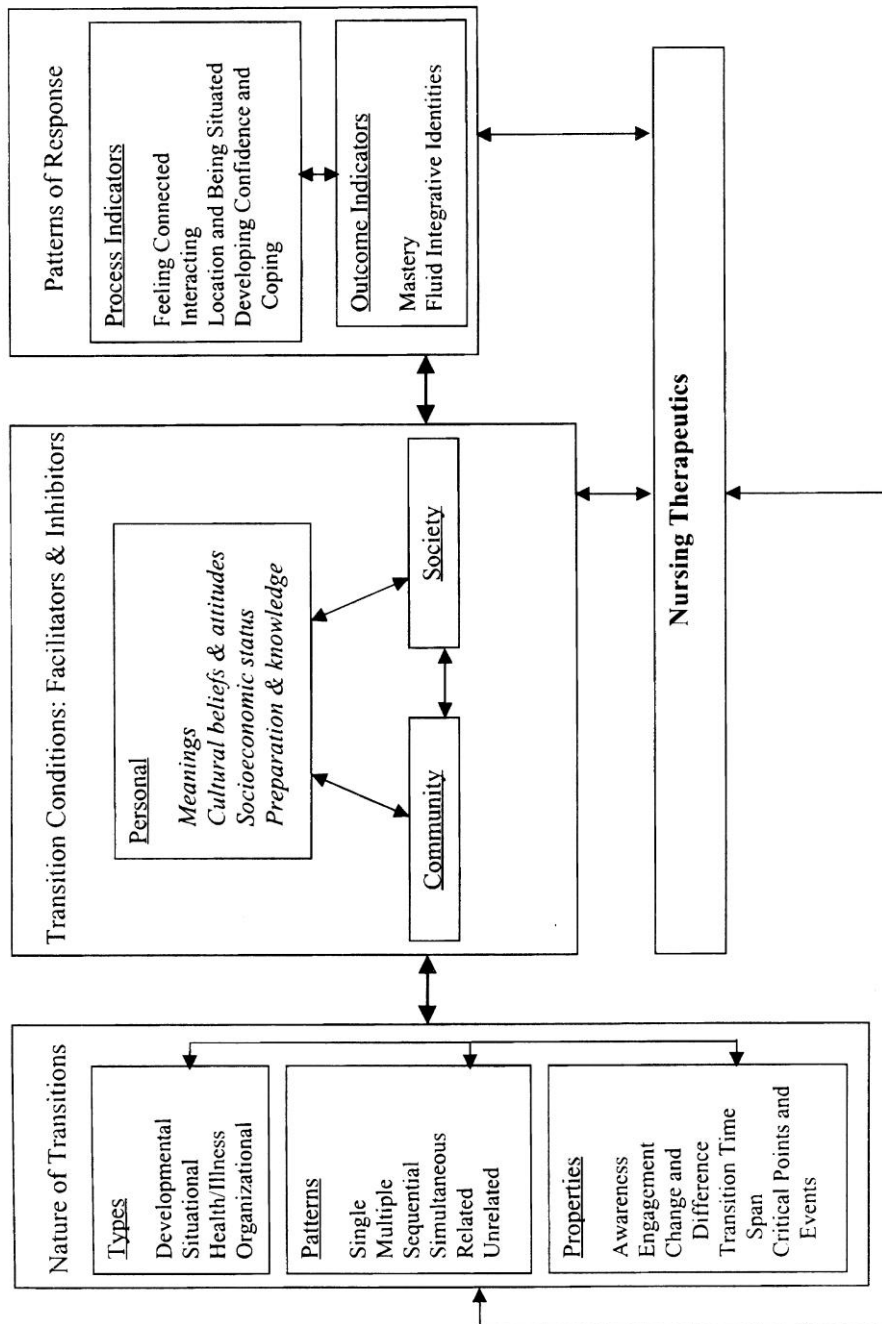 Nature of Transitions
Types
Developmental
Situational
Health/Illness
Organizational
Patterns
Single
Multiple
Sequential
Simultaneous
Related
Unrelated
Properties
Awareness
Engagement
Change and
Difference
Transition Time
Span
Critical Points and
Events
Transition Conditions: Facilitators & Inhibitors
Personal
Meanings
Cultural beliefs & attitudes
Socioeconomic status
Preparation & knowledge
Community
Society
Patterns of Response
Process Indicators
Feeling Connected
Interacting
Location and Being Situated
Developing Confidence and
Coping
Outcome Indicators
Mastery
Fluid Integrative Identities
Nursing Therapeutics